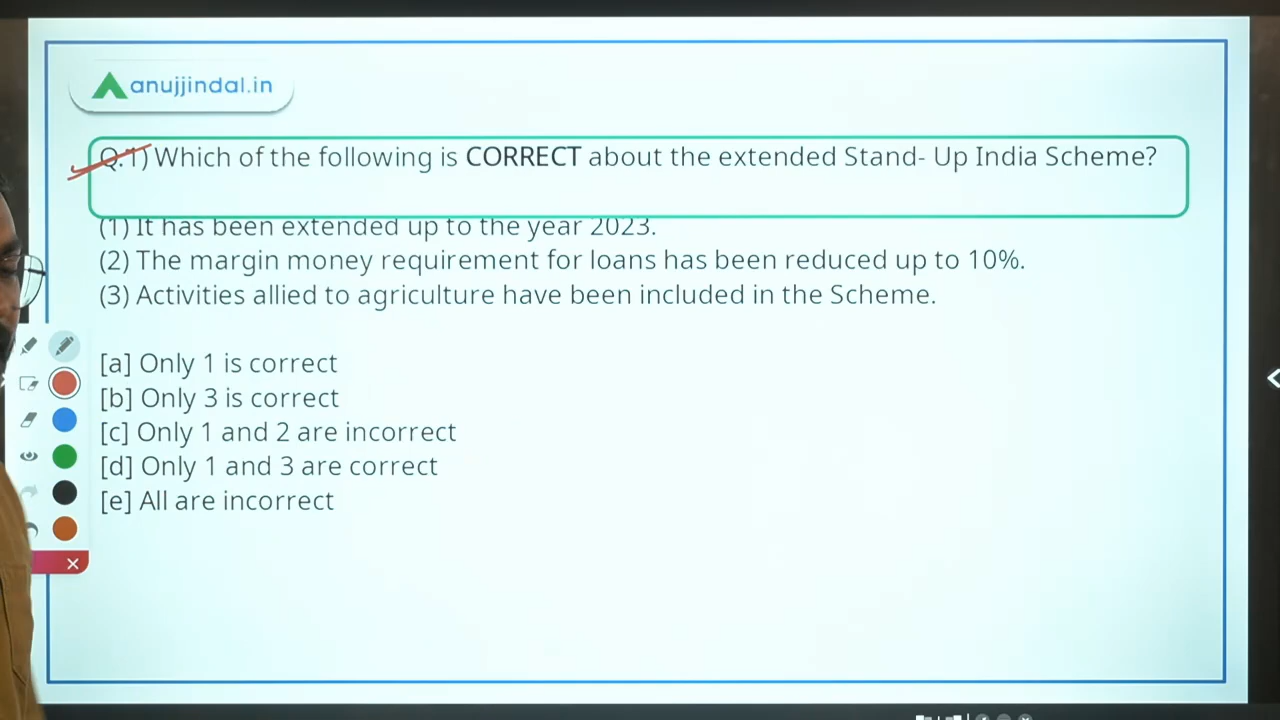 anujjindal.in
Q.1) Which of the following is CORRECT about the extended Stand- Up India Scheme?
(1) It has been extended up to the year 2023.
(2) The margin money requirement for loans has been reduced up to 10%.
(3) Activities allied to agriculture have been included in the Scheme.
[a] Only 1 is correct
[b] Only 3 is correct
[c] Only 1 and 2 are incorrect
[d] Only 1 and 3 are correct
[e] All are incorrect